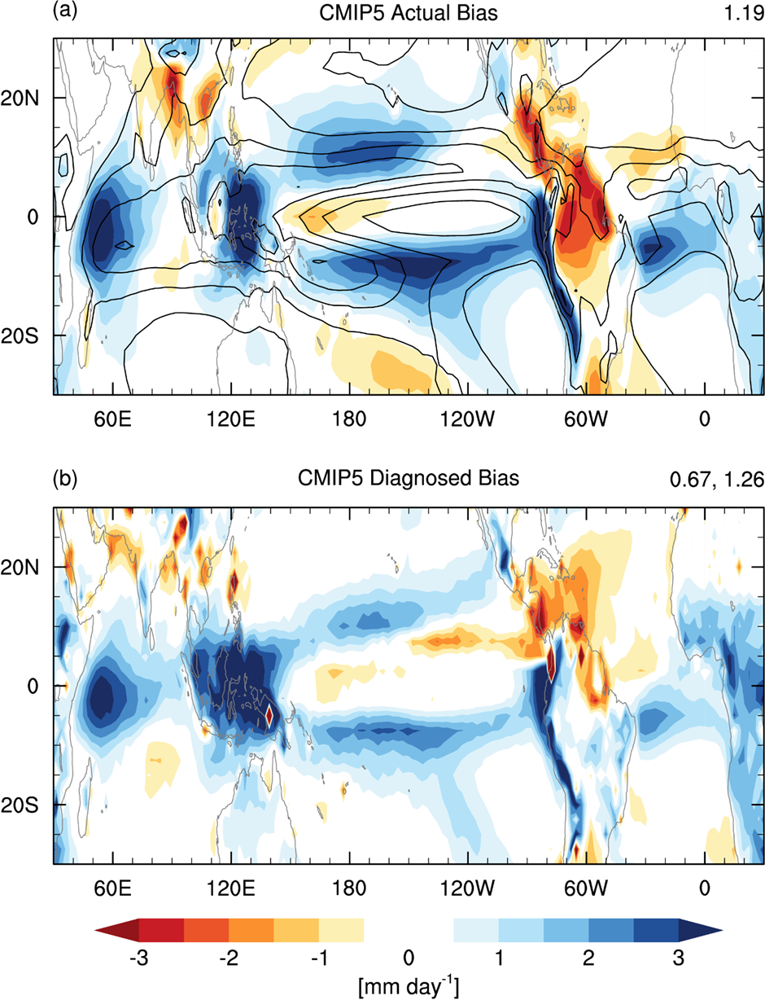 (a) CMIP5 Actual Bias 1.19
20N
0
20S
60E 120E 180 120W 60W 0
(b) CMIP5 Diagnosed Bias 0.67, 1.26
20N
0
20S
60E 120E 180 120W 60W 0
-3 -2 -1 0 1 2 3
[mm day⁻¹]